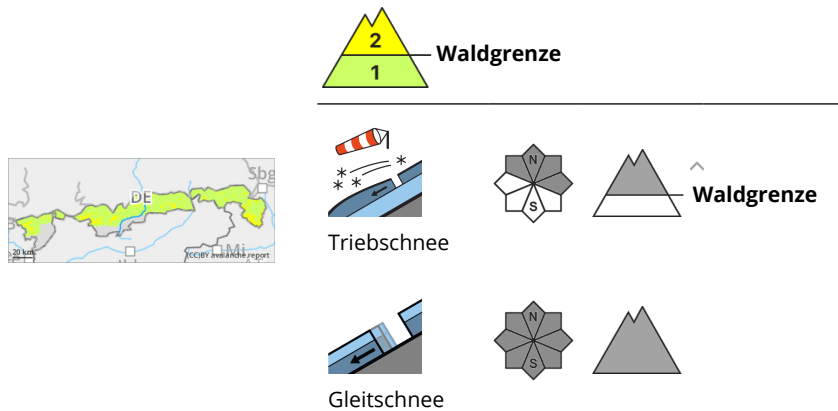 2
Waldgrenze
1
Sbg
DE
Mi
20 km
(CC)BY avalanche.report
N
S
Waldgrenze
Triebschnee
N
S
Gleitschnee